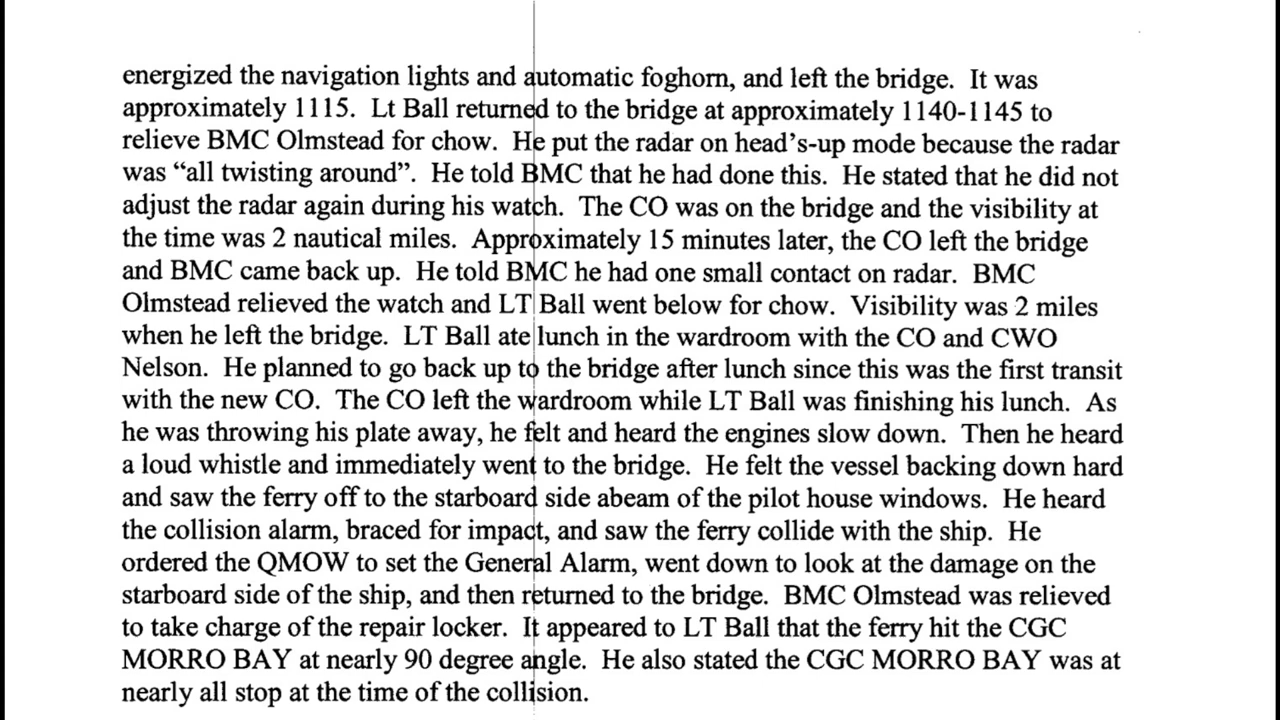 energized the navigation lights and automatic foghorn, and left the bridge.  It was
approximately 1115.  Lt Ball returned to the bridge at approximately 1140-1145 to
relieve BMC Olmstead for chow.  He put the radar on head’s-up mode because the radar
was “all twisting around”.  He told BMC that he had done this.  He stated that he did not
adjust the radar again during his watch.  The CO was on the bridge and the visibility at
the time was 2 nautical miles.  Approximately 15 minutes later, the CO left the bridge
and BMC came back up.  He told BMC he had one small contact on radar.  BMC
Olmstead relieved the watch and LT Ball went below for chow.  Visibility was 2 miles
when he left the bridge.  LT Ball ate lunch in the wardroom with the CO and CWO
Nelson.  He planned to go back up to the bridge after lunch since this was the first transit
with the new CO.  The CO left the wardroom while LT Ball was finishing his lunch.  As
he was throwing his plate away, he felt and heard the engines slow down.  Then he heard
a loud whistle and immediately went to the bridge.  He felt the vessel backing down hard
and saw the ferry off to the starboard side abeam of the pilot house windows.  He heard
the collision alarm, braced for impact, and saw the ferry collide with the ship.  He
ordered the QMOW to set the General Alarm, went down to look at the damage on the
starboard side of the ship, and then returned to the bridge.  BMC Olmstead was relieved
to take charge of the repair locker.  It appeared to LT Ball that the ferry hit the CGC
MORRO BAY at nearly 90 degree angle.  He also stated the CGC MORRO BAY was at
nearly all stop at the time of the collision.